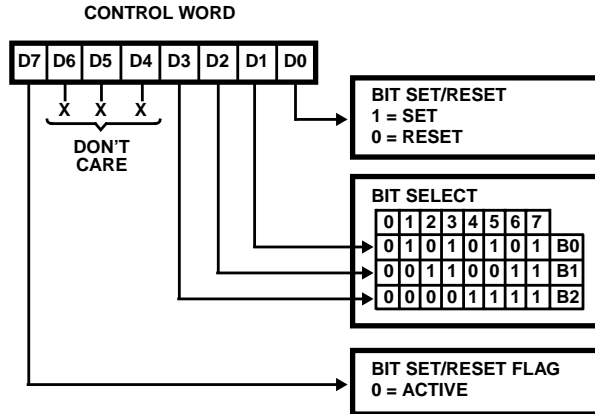 CONTROL WORD
D7 D6 D5 D4 D3 D2 D1 D0
X X X
DON'T
CARE
BIT SET/RESET
1 = SET
0 = RESET
BIT SELECT
0 1 2 3 4 5 6 7
0 1 0 1 0 1 0 1 B0
0 0 1 1 0 0 1 1 B1
0 0 0 0 1 1 1 1 B2
BIT SET/RESET FLAG
0 = ACTIVE